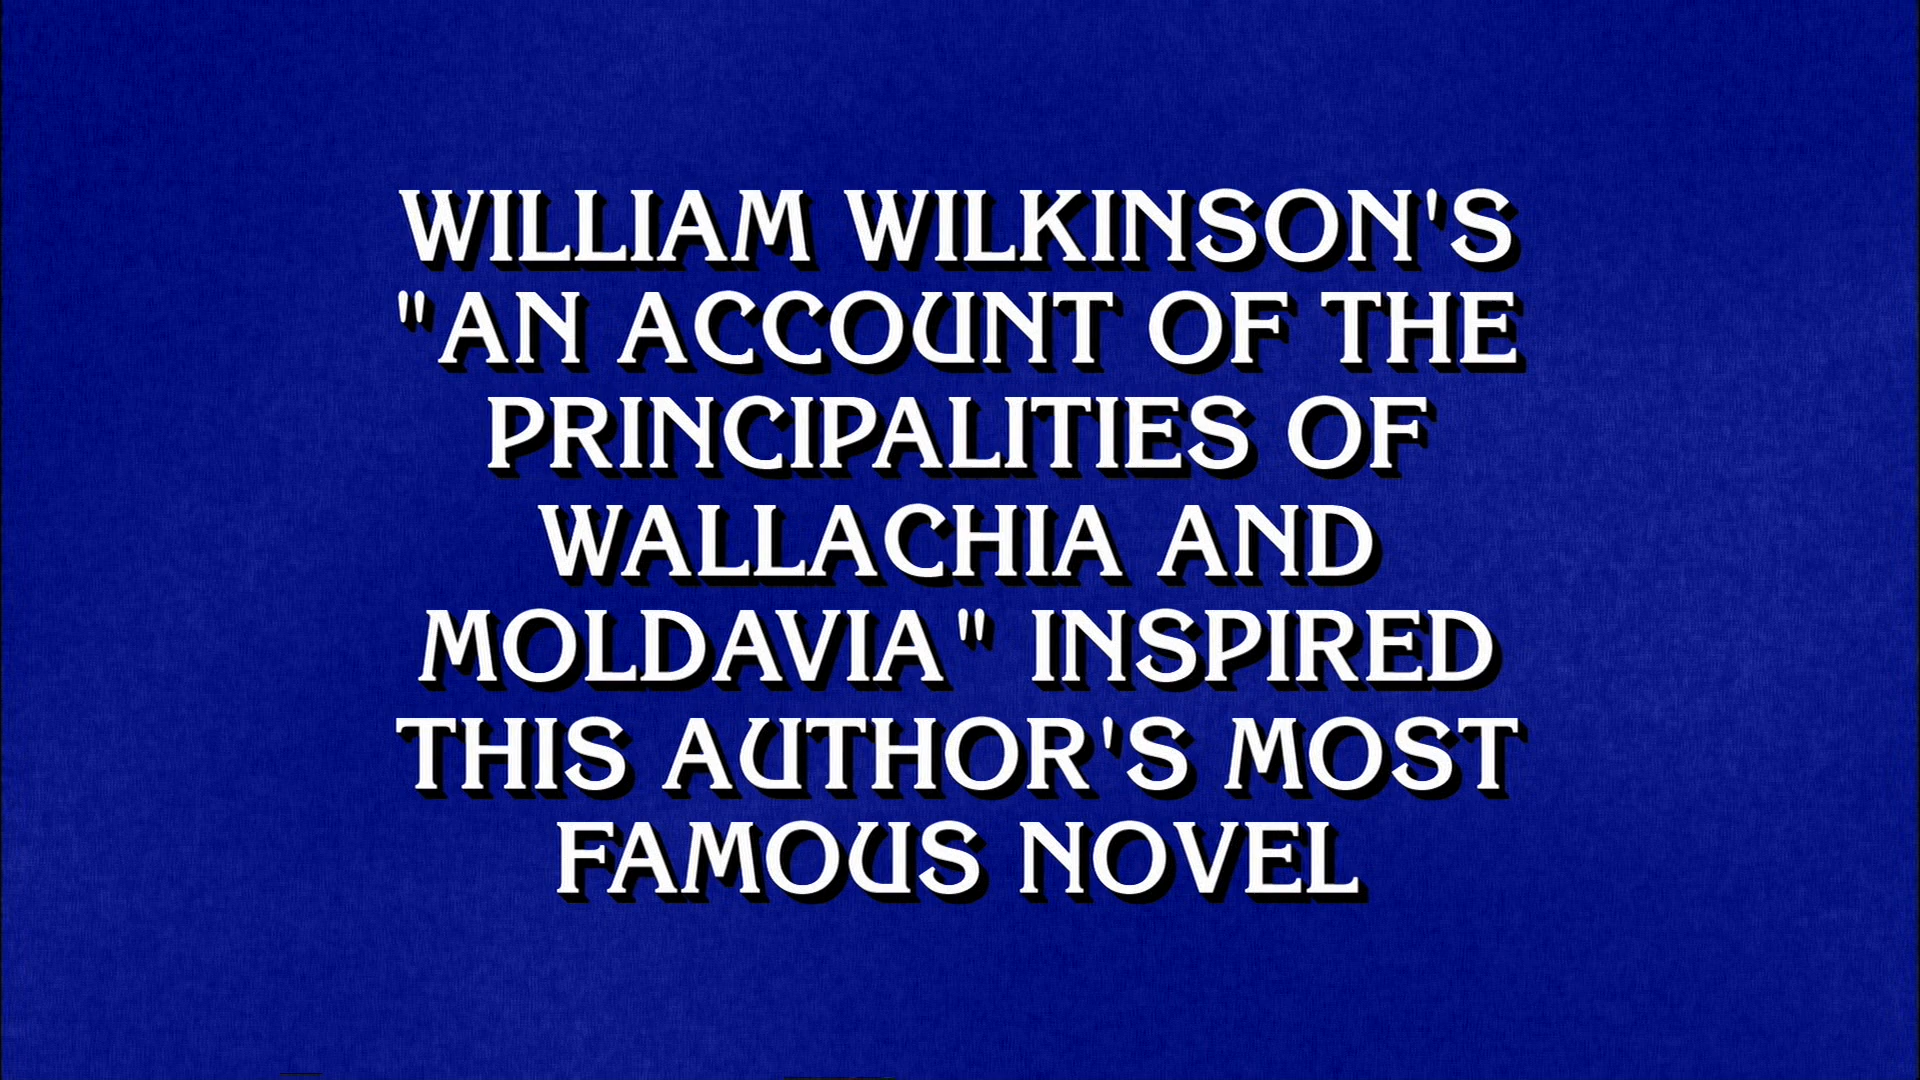 WILLIAM WILKINSON'S
"AN ACCOUNT OF THE
PRINCIPALITIES OF
WALLACHIA AND
MOLDAVIA" INSPIRED
THIS AUTHOR'S MOST
FAMOUS NOVEL